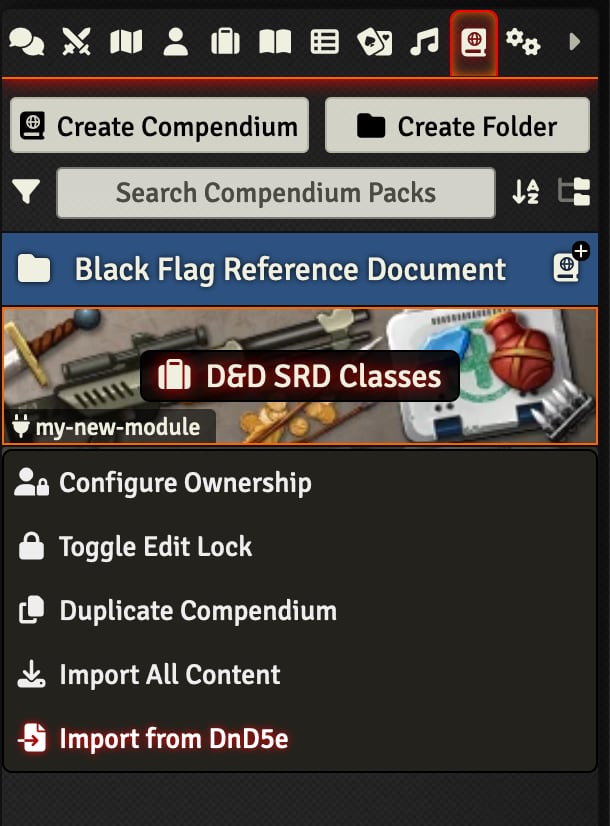 Create Compendium
Create Folder
Search Compendium Packs
Black Flag Reference Document
D&D SRD Classes
my-new-module
Configure Ownership
Toggle Edit Lock
Duplicate Compendium
Import All Content
Import from DnD5e